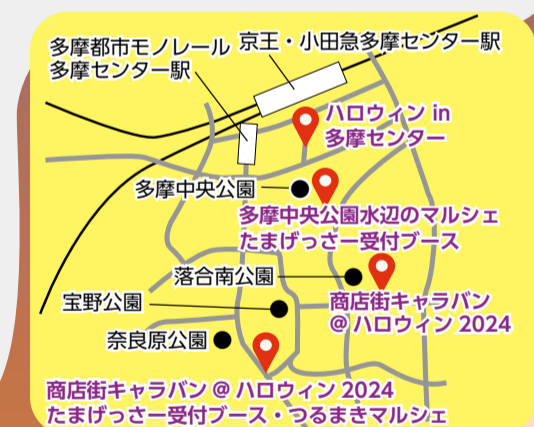 多摩都市モノレール
多摩センター駅
京王・小田急多摩センター駅
ハロウィン in
多摩センター
多摩中央公園
多摩中央公園水辺のマルシェ
たまげっさー受付ブース
落合南公園
宝野公園
商店街キャラバン
@ ハロウィン 2024
奈良原公園
商店街キャラバン @ ハロウィン 2024
たまげっさー受付ブース・つるまきマルシェ